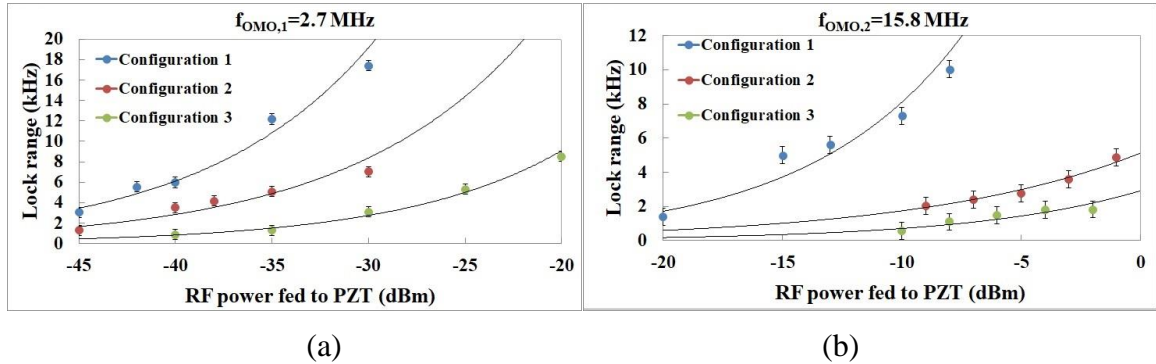 f_OMO,1=2.7 MHz
Lock range (kHz)
20
18
16
14
12
10
8
6
4
2
0
Configuration 1
Configuration 2
Configuration 3
-45
-40
-35
-30
-25
-20
RF power fed to PZT (dBm)
(a)
f_OMO,2=15.8 MHz
Lock range (kHz)
12
10
8
6
4
2
0
Configuration 1
Configuration 2
Configuration 3
-20
-15
-10
-5
0
RF power fed to PZT (dBm)
(b)